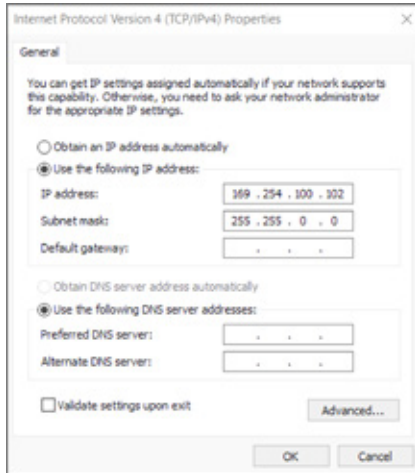 Internet Protocol Version 4 (TCP/IPv4) Properties
General
You can get IP settings assigned automatically if your network supports
this capability. Otherwise, you need to ask your network administrator
for the appropriate IP settings.
Obtain an IP address automatically
Use the following IP address:
IP address: 169 . 254 . 100 . 102
Subnet mask: 255 . 255 . 0 . 0
Default gateway: . . .
Obtain DNS server address automatically
Use the following DNS server addresses:
Preferred DNS server: . . .
Alternate DNS server: . . .
Validate settings upon exit
Advanced...
OK Cancel